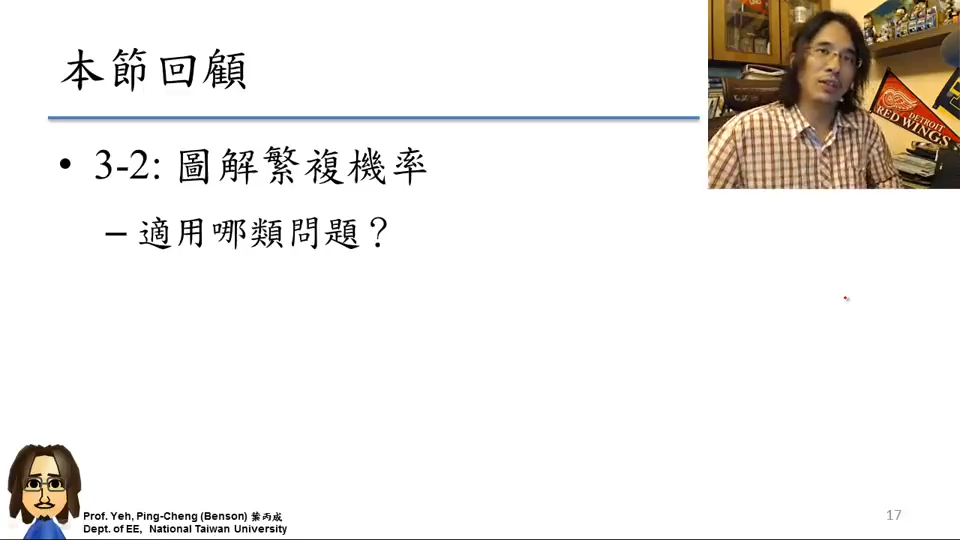 本節回顧
• 3-2: 圖解繁複機率
– 適用哪類問題？
DETROIT
RED WINGS
Prof. Yeh, Ping-Cheng (Benson) 葉丙成
Dept. of EE, National Taiwan University
17